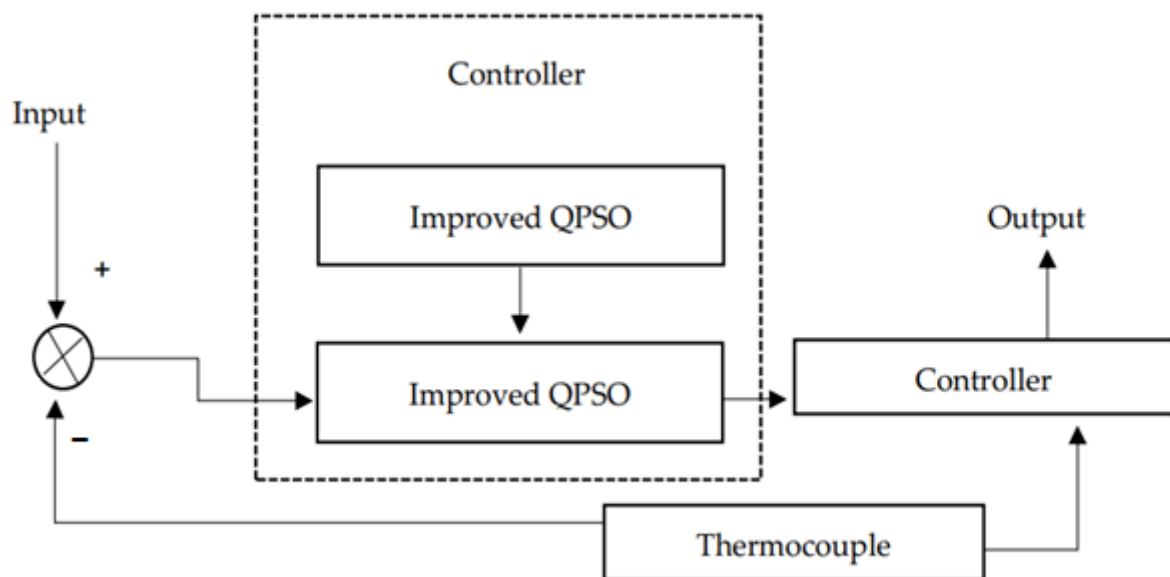 Controller
Input
Improved QPSO
Output
+
Improved QPSO
Controller
−
Thermocouple